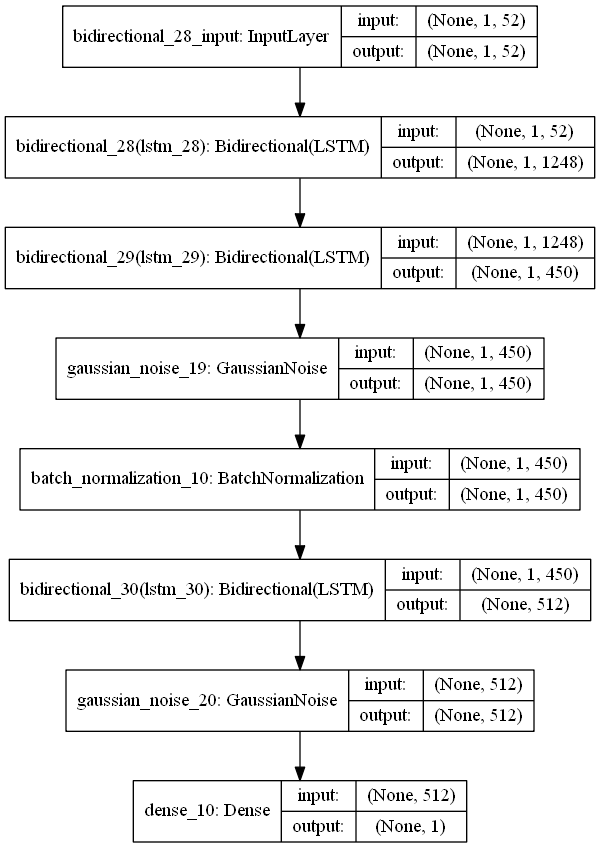 bidirectional_28_input: InputLayer
input: (None, 1, 52)
output: (None, 1, 52)
bidirectional_28(lstm_28): Bidirectional(LSTM)
input: (None, 1, 52)
output: (None, 1, 1248)
bidirectional_29(lstm_29): Bidirectional(LSTM)
input: (None, 1, 1248)
output: (None, 1, 450)
gaussian_noise_19: GaussianNoise
input: (None, 1, 450)
output: (None, 1, 450)
batch_normalization_10: BatchNormalization
input: (None, 1, 450)
output: (None, 1, 450)
bidirectional_30(lstm_30): Bidirectional(LSTM)
input: (None, 1, 450)
output: (None, 512)
gaussian_noise_20: GaussianNoise
input: (None, 512)
output: (None, 512)
dense_10: Dense
input: (None, 512)
output: (None, 1)